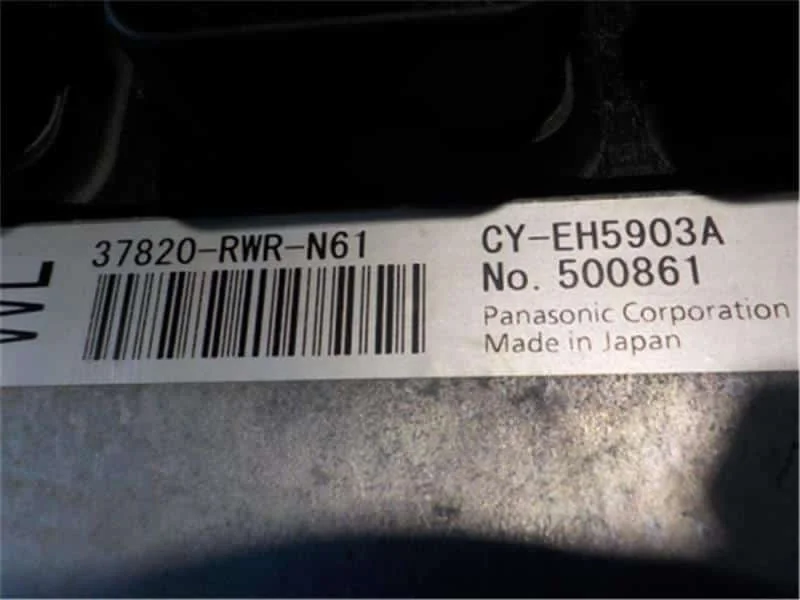 37820-RWR-N61
CY-EH5903A
No. 500861
Panasonic Corporation
Made in Japan